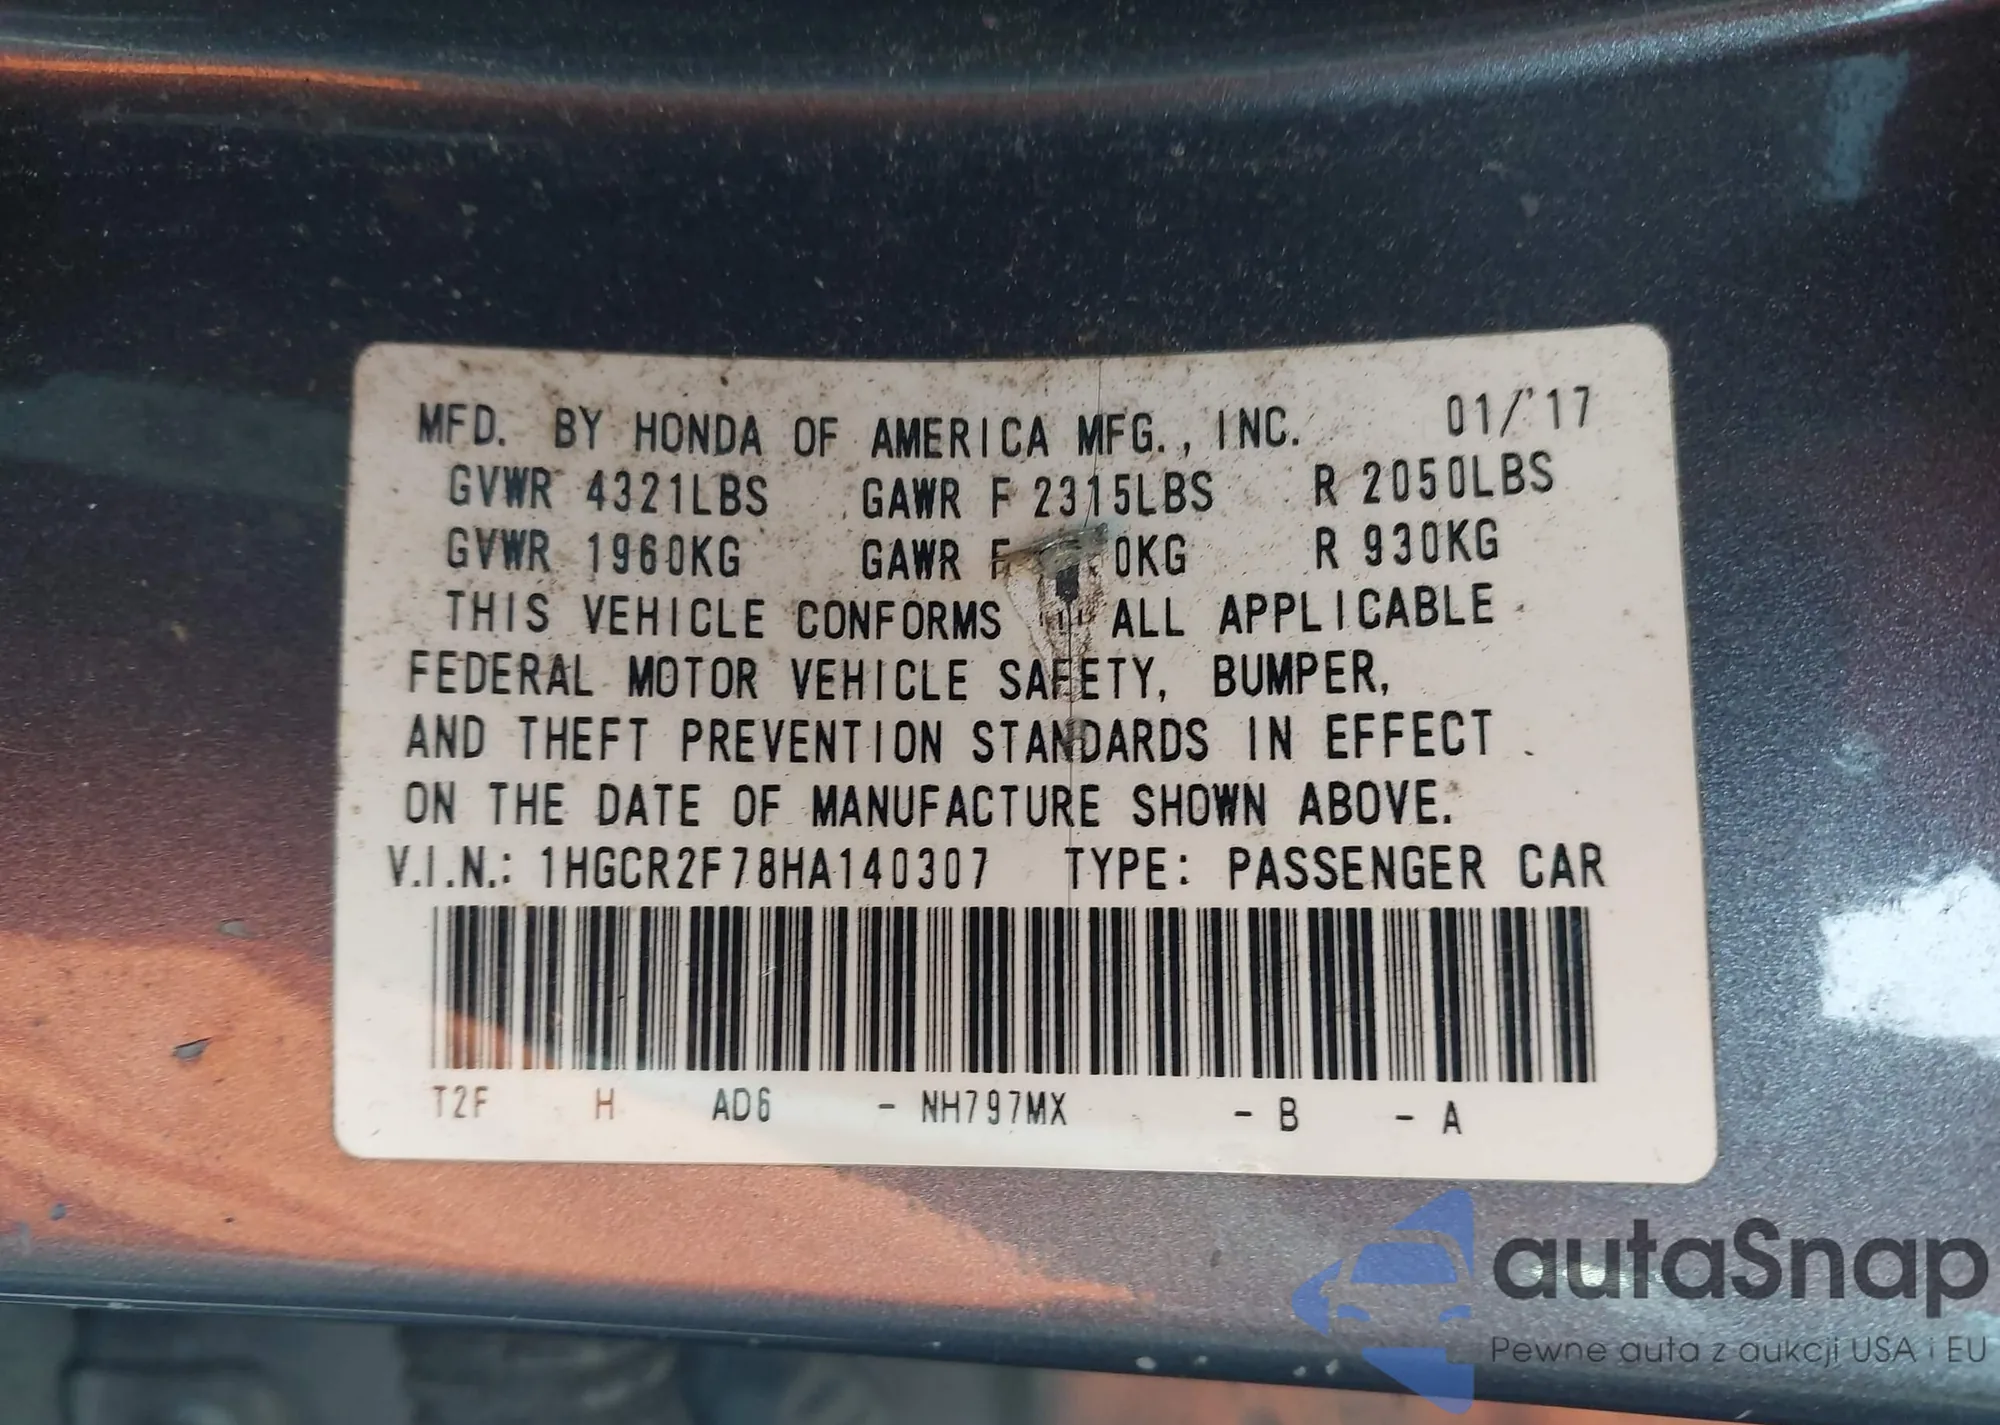 MFD. BY HONDA OF AMERICA MFG., INC. 01/'17
GVWR 4321LBS GAWR F 2315LBS R 2050LBS
GVWR 1960KG GAWR F 0KG R 930KG
THIS VEHICLE CONFORMS ALL APPLICABLE
FEDERAL MOTOR VEHICLE SAFETY, BUMPER,
AND THEFT PREVENTION STANDARDS IN EFFECT
ON THE DATE OF MANUFACTURE SHOWN ABOVE.
V.I.N.: 1HGCR2F78HA140307 TYPE: PASSENGER CAR
T2F H AD6 - NH797MX - B - A
autaSnap
Pewne auta z aukcji USA i EU